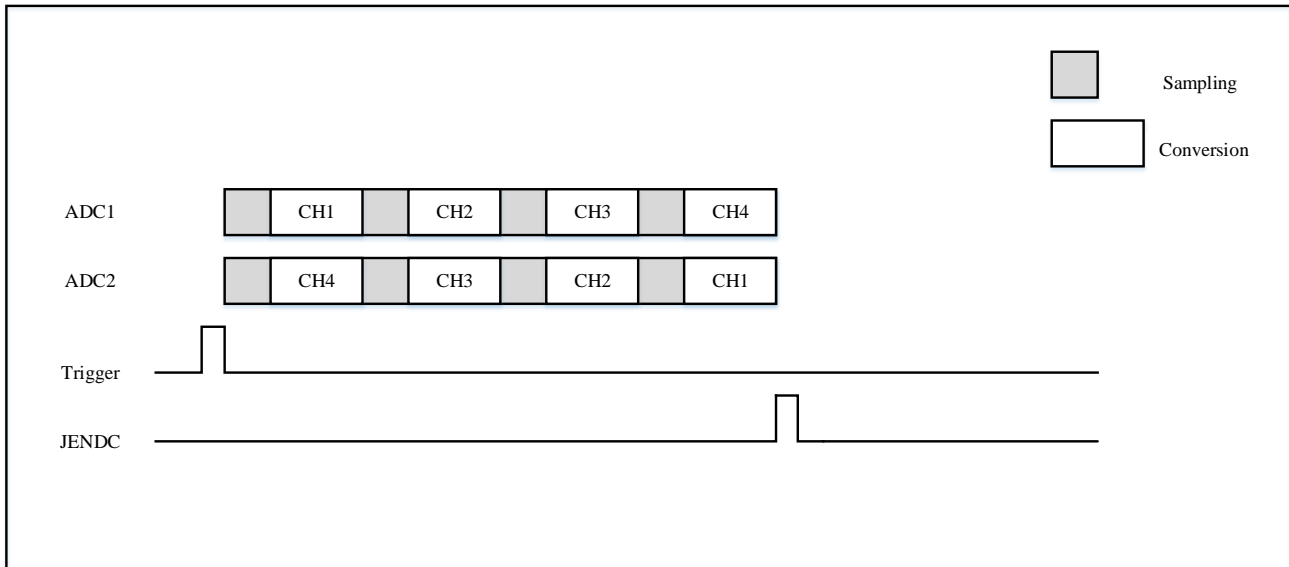 Sampling
Conversion
ADC1 CH1 CH2 CH3 CH4
ADC2 CH4 CH3 CH2 CH1
Trigger
JENDC